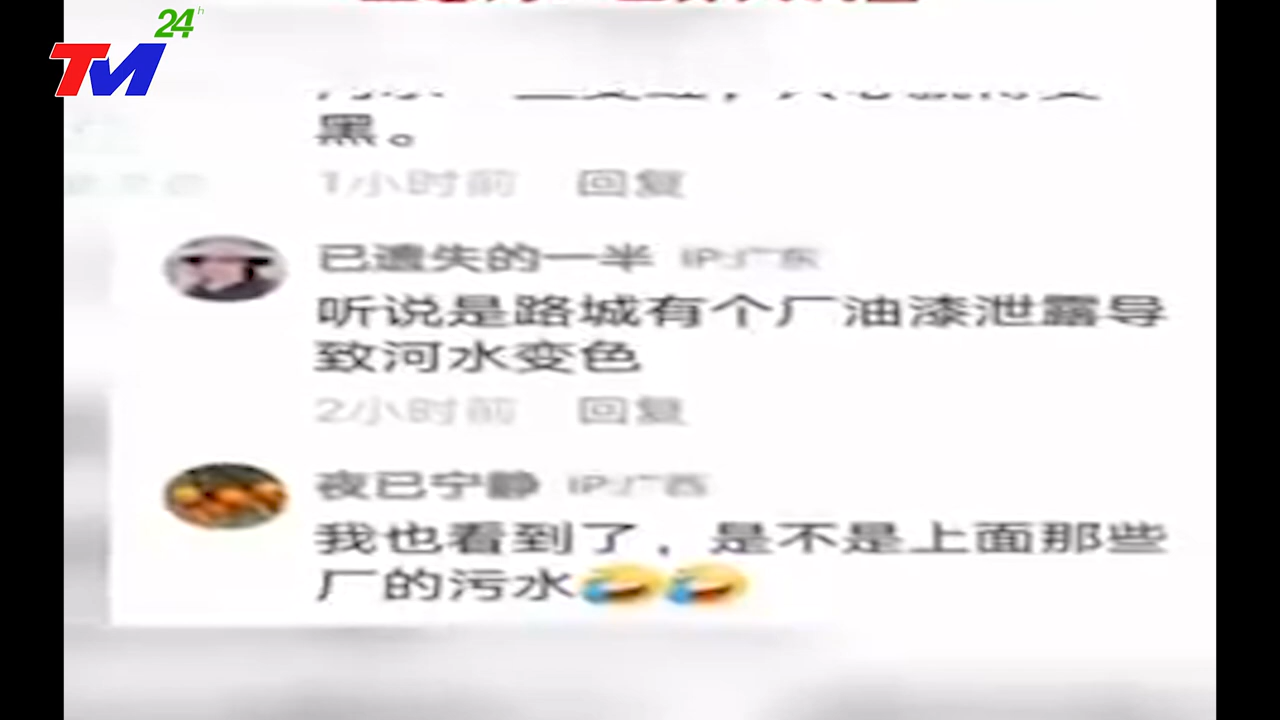 TM 24h
黑。
1小时前 回复
已遗失的一半 IP:广东
听说是路城有个厂油漆泄露导
致河水变色
2小时前 回复
夜已宁静 IP:广西
我也看到了，是不是上面那些
厂的污水🤣🤣